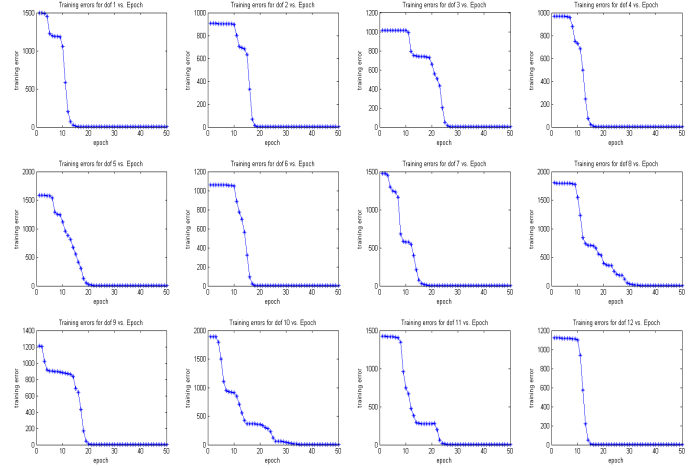 Training errors for dof 1 vs. Epoch
training error
1500
1000
500
0
0 10 20 30 40 50
epoch
Training errors for dof 2 vs. Epoch
training error
1000
800
600
400
200
0
0 10 20 30 40 50
epoch
Training errors for dof 3 vs. Epoch
training error
1200
1000
800
600
400
200
0
0 10 20 30 40 50
epoch
Training errors for dof 4 vs. Epoch
training error
1000
800
600
400
200
0
0 10 20 30 40 50
epoch
Training errors for dof 5 vs. Epoch
training error
2000
1500
1000
500
0
0 10 20 30 40 50
epoch
Training errors for dof 6 vs. Epoch
training error
1200
1000
800
600
400
200
0
0 10 20 30 40 50
epoch
Training errors for dof 7 vs. Epoch
training error
1500
1000
500
0
0 10 20 30 40 50
epoch
Training errors for dof 8 vs. Epoch
training error
2000
1500
1000
500
0
0 10 20 30 40 50
epoch
Training errors for dof 9 vs. Epoch
training error
1400
1200
1000
800
600
400
200
0
0 10 20 30 40 50
epoch
Training errors for dof 10 vs. Epoch
training error
2000
1500
1000
500
0
0 10 20 30 40 50
epoch
Training errors for dof 11 vs. Epoch
training error
1500
1000
500
0
0 10 20 30 40 50
epoch
Training errors for dof 12 vs. Epoch
training error
1200
1000
800
600
400
200
0
0 10 20 30 40 50
epoch